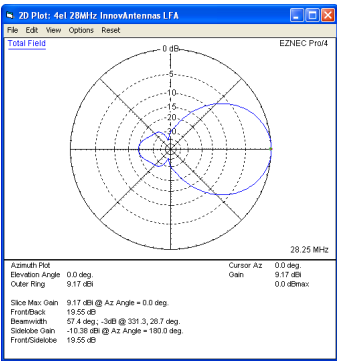 2D Plot: 4el 28MHz InnovAntennas LFA
File Edit View Options Reset
Total Field
EZNEC Pro/4
0 dB
-5
-10
-15
-20
-30
28.25 MHz
Azimuth Plot
Elevation Angle 0.0 deg.
Outer Ring 9.17 dBi
Cursor Az 0.0 deg.
Gain 9.17 dBi
0.0 dBmax
Slice Max Gain 9.17 dBi @ Az Angle = 0.0 deg.
Front/Back 19.55 dB
Beamwidth 57.4 deg.; -3dB @ 331.3, 28.7 deg.
Sidelobe Gain -10.38 dBi @ Az Angle = 180.0 deg.
Front/Sidelobe 19.55 dB